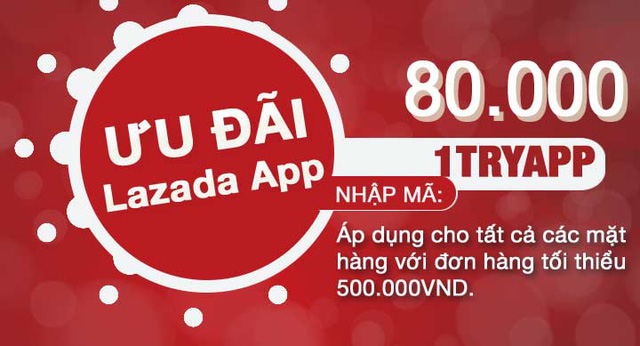 ƯU ĐÃI
Lazada App
80.000
1TRYAPP
NHẬP MÃ:
Áp dụng cho tất cả các mặt
hàng với đơn hàng tối thiểu
500.000VND.